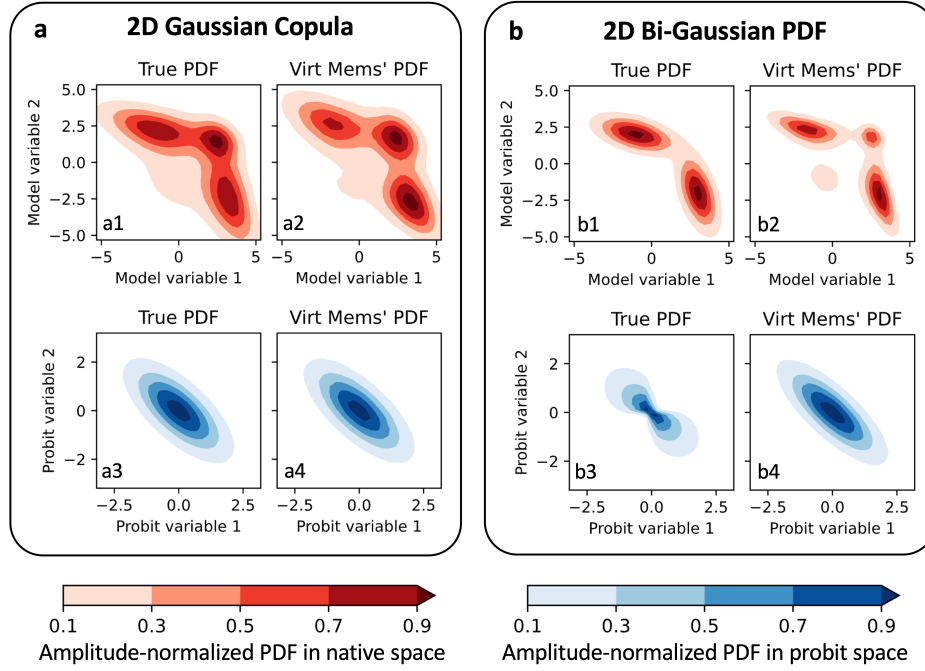 a
2D Gaussian Copula
True PDF
Virt Mems' PDF
Model variable 2
5.0
2.5
0.0
−2.5
−5.0
a1
a2
−5
0
5
−5
0
5
Model variable 1
Model variable 1
True PDF
Virt Mems' PDF
Probit variable 2
2
0
−2
a3
a4
−2.5
0.0
2.5
−2.5
0.0
2.5
Probit variable 1
Probit variable 1
b
2D Bi-Gaussian PDF
True PDF
Virt Mems' PDF
Model variable 2
5.0
2.5
0.0
−2.5
−5.0
b1
b2
−5
0
5
−5
0
5
Model variable 1
Model variable 1
True PDF
Virt Mems' PDF
Probit variable 2
2
0
−2
b3
b4
−2.5
0.0
2.5
−2.5
0.0
2.5
Probit variable 1
Probit variable 1
0.1
0.3
0.5
0.7
0.9
Amplitude-normalized PDF in native space
0.1
0.3
0.5
0.7
0.9
Amplitude-normalized PDF in probit space